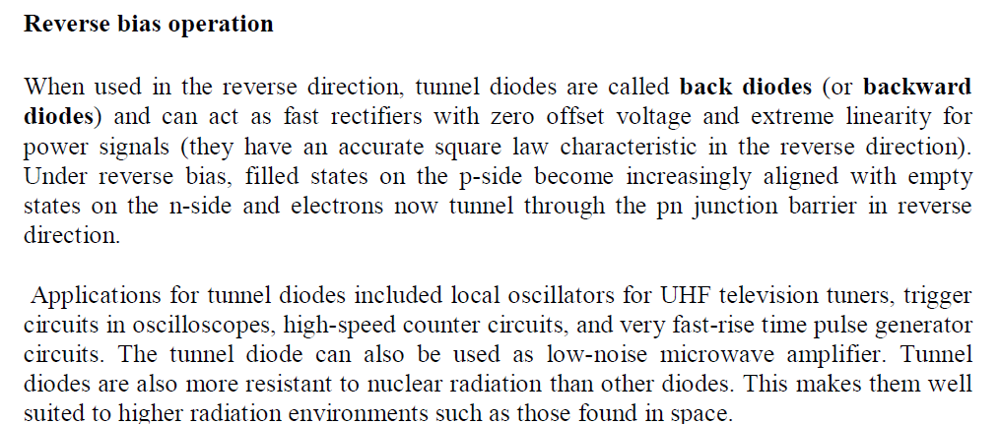 Reverse bias operation
When used in the reverse direction, tunnel diodes are called back diodes (or backward
diodes) and can act as fast rectifiers with zero offset voltage and extreme linearity for
power signals (they have an accurate square law characteristic in the reverse direction).
Under reverse bias, filled states on the p-side become increasingly aligned with empty
states on the n-side and electrons now tunnel through the pn junction barrier in reverse
direction.
Applications for tunnel diodes included local oscillators for UHF television tuners, trigger
circuits in oscilloscopes, high-speed counter circuits, and very fast-rise time pulse generator
circuits. The tunnel diode can also be used as low-noise microwave amplifier. Tunnel
diodes are also more resistant to nuclear radiation than other diodes. This makes them well
suited to higher radiation environments such as those found in space.